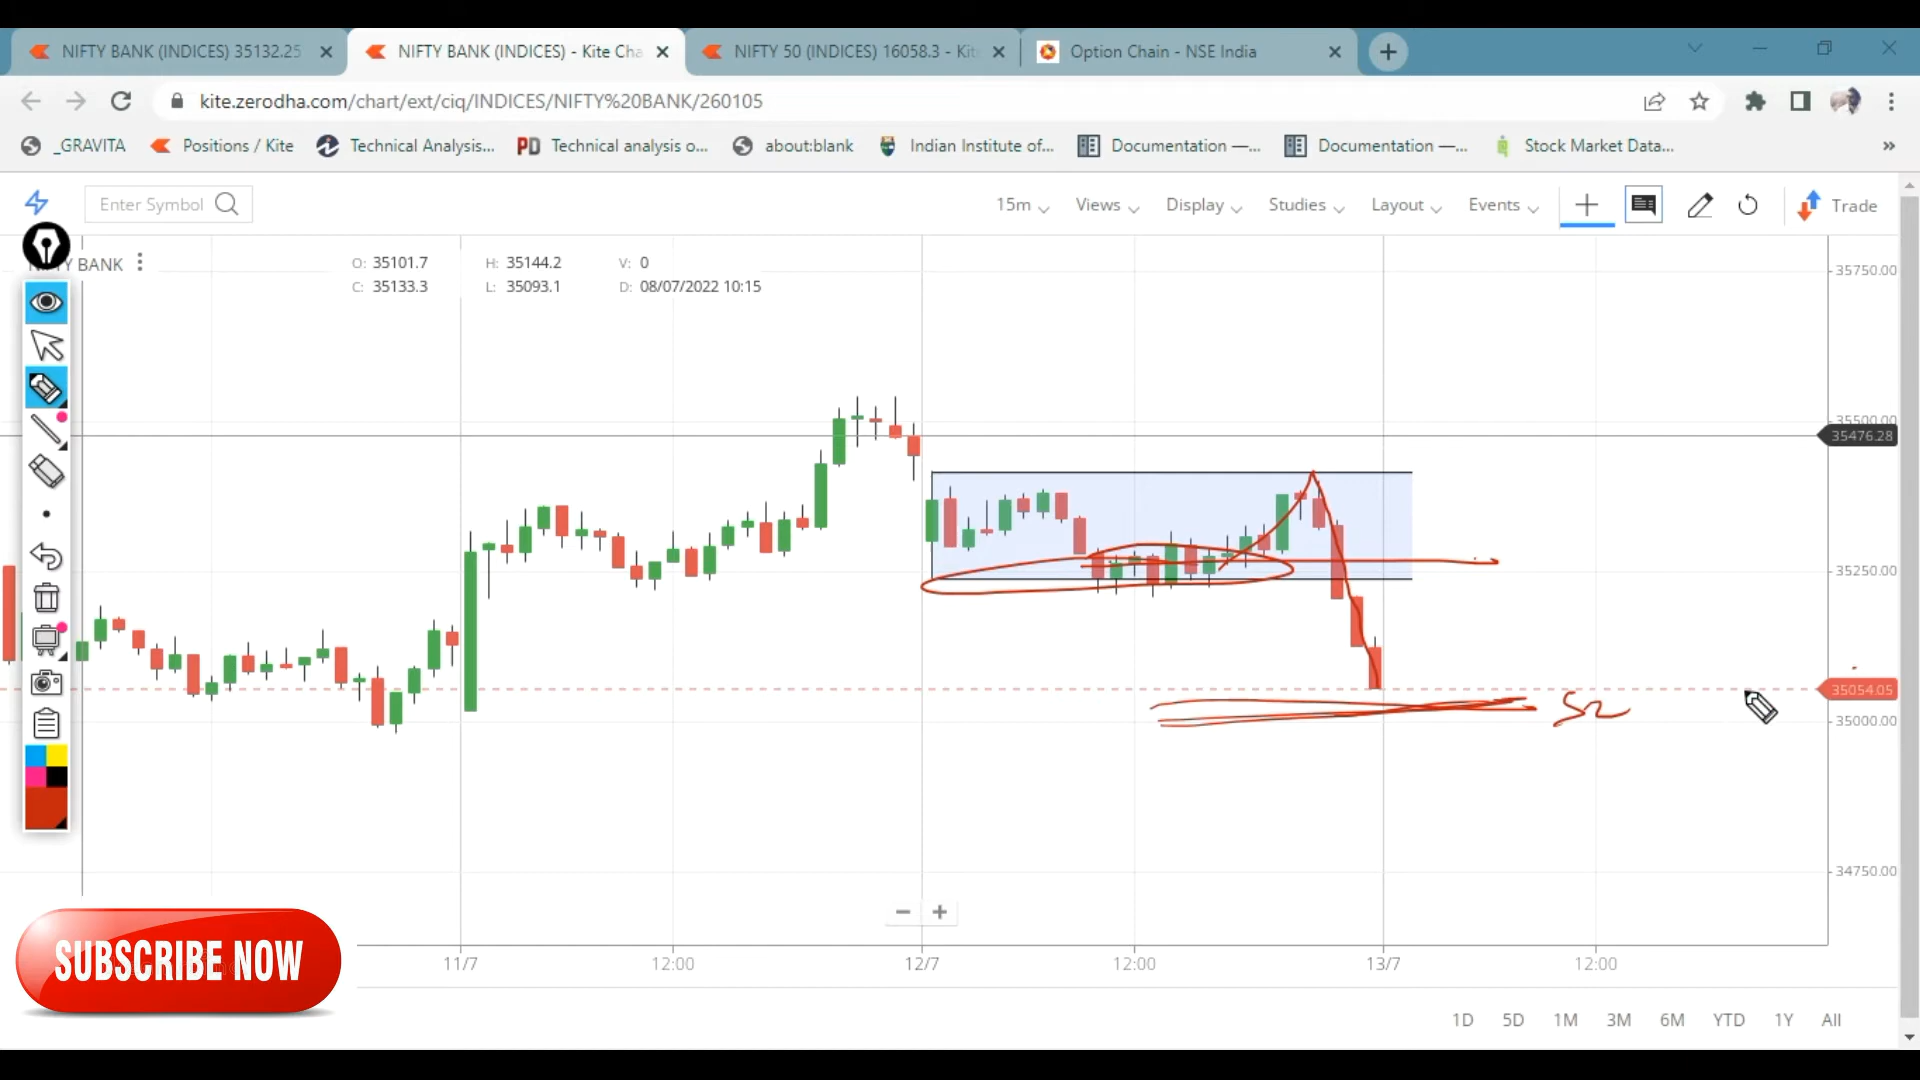 NIFTY BANK (INDICES) 35132.25
NIFTY BANK (INDICES) - Kite Cha
NIFTY 50 (INDICES) 16058.3 - Kit
Option Chain - NSE India
kite.zerodha.com/chart/ext/ciq/INDICES/NIFTY%20BANK/260105
_GRAVITA
Positions / Kite
Technical Analysis...
PD
Technical analysis o...
about:blank
Indian Institute of...
Documentation —...
Documentation —...
Stock Market Data...
Enter Symbol
15m
Views
Display
Studies
Layout
Events
Trade
BANK
O: 35101.7
H: 35144.2
V: 0
C: 35133.3
L: 35093.1
D: 08/07/2022 10:15
35750.00
35500.00
35476.28
35250.00
35054.05
35000.00
34750.00
S2
11/7
12:00
12/7
12:00
13/7
12:00
SUBSCRIBE NOW
1D
5D
1M
3M
6M
YTD
1Y
All